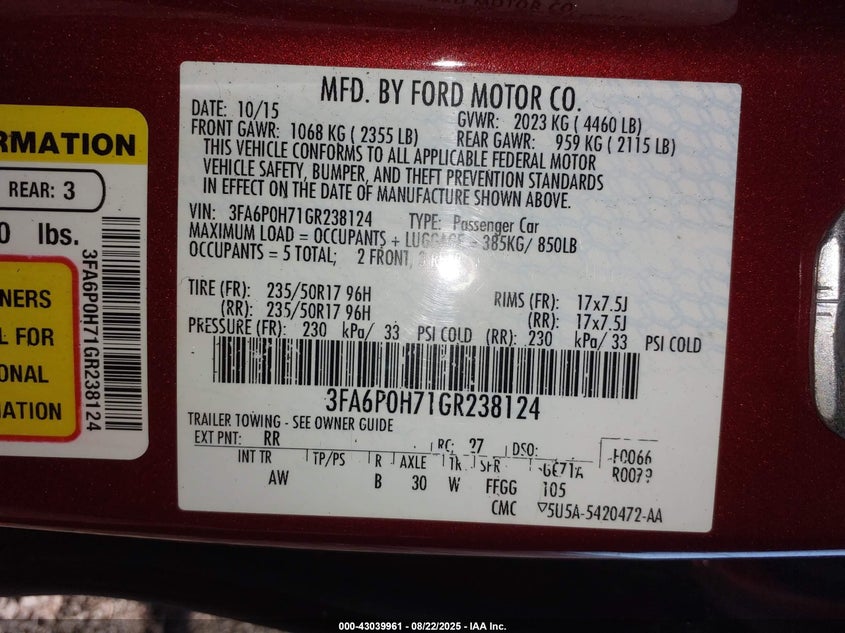 MFD. BY FORD MOTOR CO.
DATE: 10/15
GVWR: 2023 KG ( 4460 LB)
FRONT GAWR: 1068 KG ( 2355 LB)
REAR GAWR: 959 KG ( 2115 LB)
THIS VEHICLE CONFORMS TO ALL APPLICABLE FEDERAL MOTOR
VEHICLE SAFETY, BUMPER, AND THEFT PREVENTION STANDARDS
IN EFFECT ON THE DATE OF MANUFACTURE SHOWN ABOVE.
VIN: 3FA6P0H71GR238124 TYPE: Passenger Car
MAXIMUM LOAD = OCCUPANTS + LUGGAGE = 385KG/ 850LB
OCCUPANTS = 5 TOTAL; 2 FRONT,
TIRE (FR): 235/50R17 96H RIMS (FR): 17x7.5J
(RR): 235/50R17 96H (RR): 17x7.5J
PRESSURE (FR): 230 kPa/ 33 PSI COLD (RR): 230 kPa/ 33 PSI COLD
3FA6P0H71GR238124
TRAILER TOWING - SEE OWNER GUIDE
EXT PNT: RR RC: 27 DSO:
INT TR TP/PS R AXLE TR SPR
AW B 30 W FFGG 105
CMC ▽5U5A-5420472-AA
RMATION
REAR: 3
0 lbs.
NERS
L FOR
ONAL
MATION
3FA6P0H71GR238124
000-43039961 - 08/22/2025 - IAA Inc.